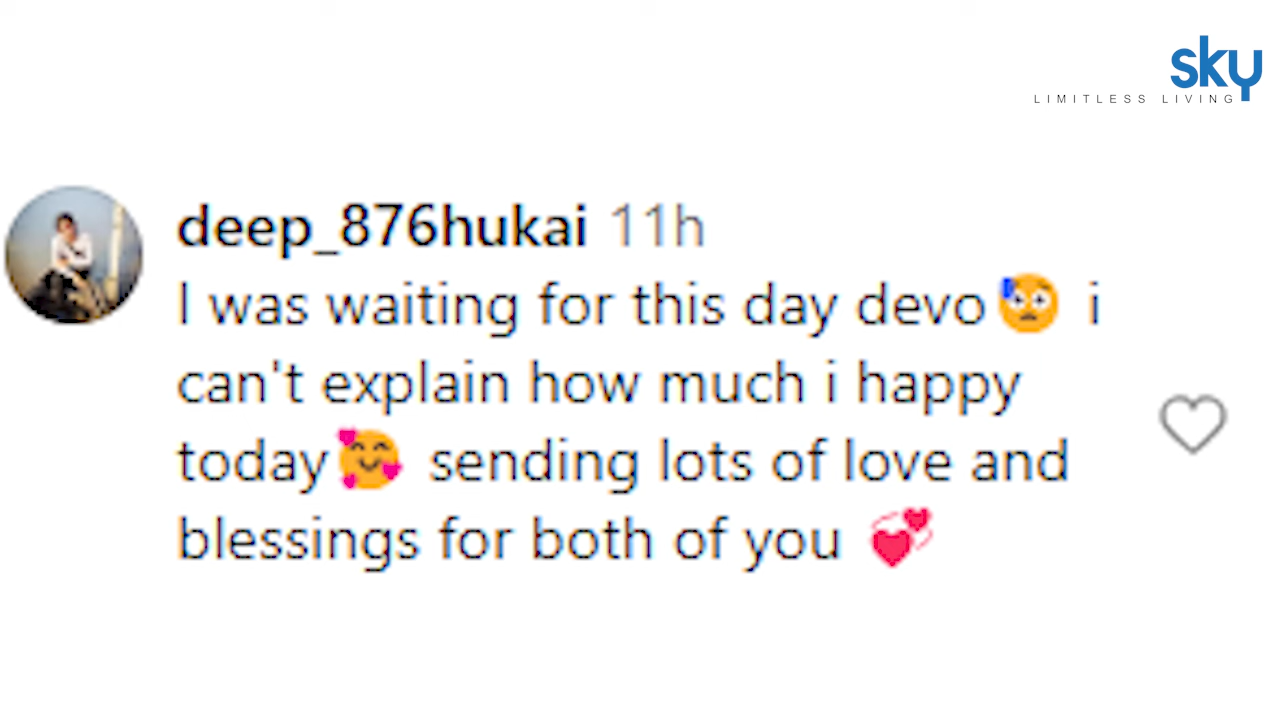 sky
LIMITLESS LIVING
deep_876hukai 11h
I was waiting for this day devo😳 i
can't explain how much i happy
today🥰 sending lots of love and
blessings for both of you 💞